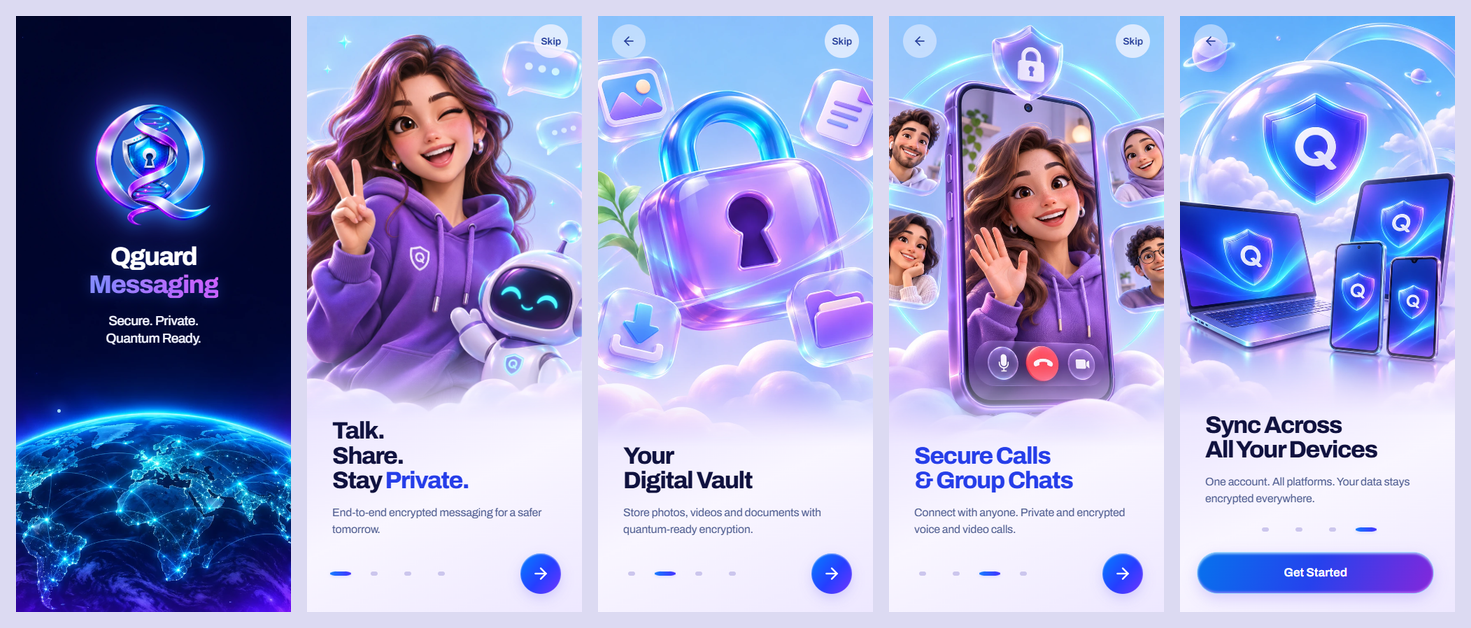 Qguard
Messaging
Secure. Private.
Quantum Ready.
Skip
Q
Q
Talk.
Share.
Stay Private.
End-to-end encrypted messaging for a safer
tomorrow.
Skip
Your
Digital Vault
Store photos, videos and documents with
quantum-ready encryption.
Skip
Secure Calls
& Group Chats
Connect with anyone. Private and encrypted
voice and video calls.
Q
Q
Q
Q
Q
Sync Across
All Your Devices
One account. All platforms. Your data stays
encrypted everywhere.
Get Started